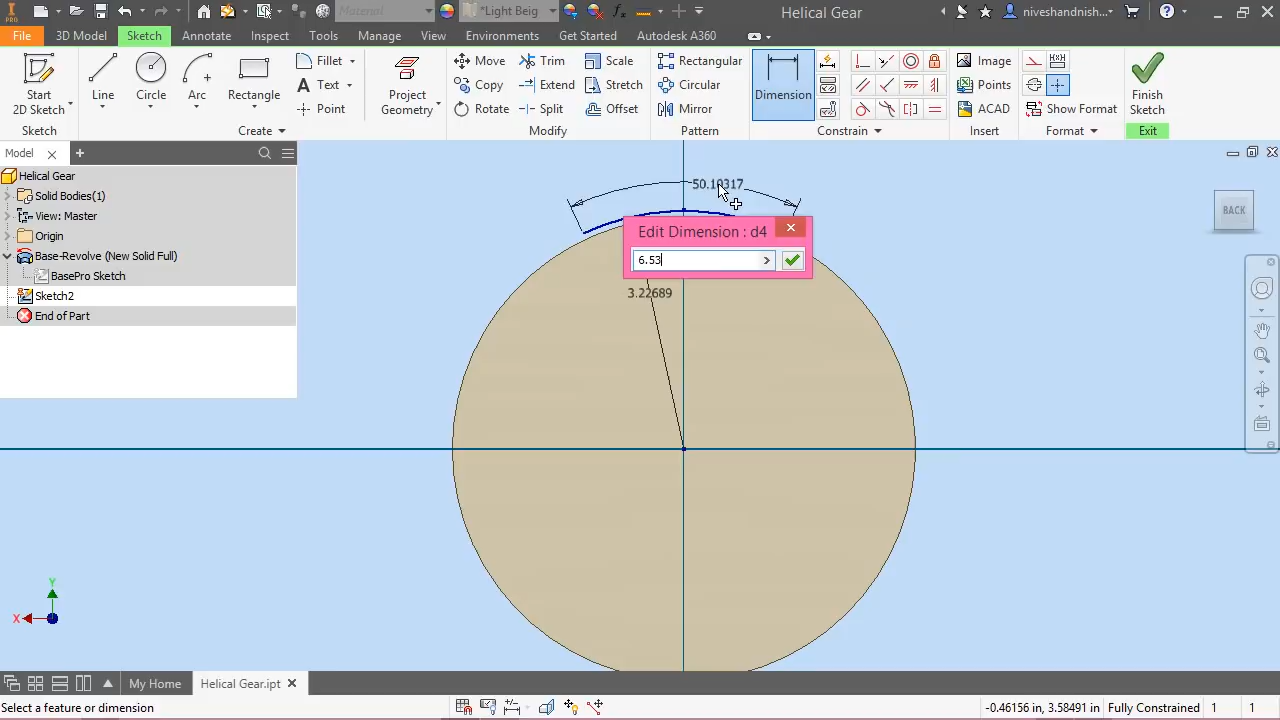 PRO
Material
"Light Beig
Helical Gear
niveshandnish...
File
3D Model
Sketch
Annotate
Inspect
Tools
Manage
View
Environments
Get Started
Autodesk A360
Start
2D Sketch
Line
Circle
Arc
Rectangle
Fillet
Text
Point
Project
Geometry
Move
Copy
Rotate
Trim
Extend
Split
Scale
Stretch
Offset
Rectangular
Circular
Mirror
Dimension
Image
Points
ACAD
Show Format
Finish
Sketch
Sketch
Create
Modify
Pattern
Constrain
Insert
Format
Exit
Model
Helical Gear
Solid Bodies(1)
View: Master
Origin
Base-Revolve (New Solid Full)
BasePro Sketch
Sketch2
End of Part
50.19317
BACK
Edit Dimension : d4
6.53
3.22689
Y
X
My Home
Helical Gear.ipt
Select a feature or dimension
-0.46156 in, 3.58491 in
Fully Constrained
1
1